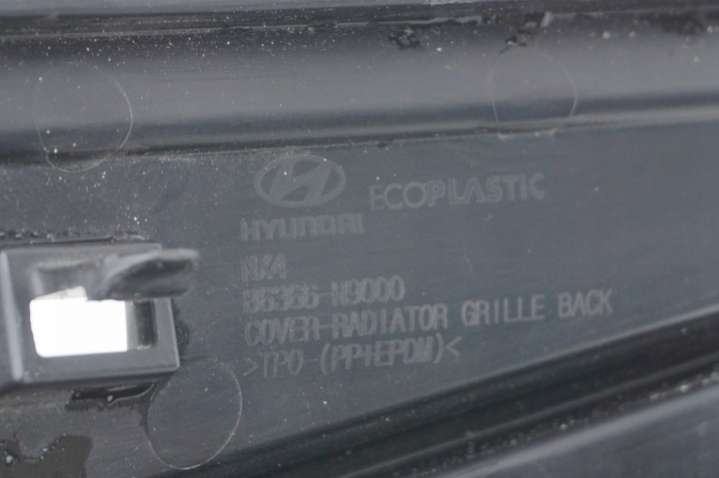 HYUNDAI ECOPLASTIC
NX4
86366-N9000
COVER-RADIATOR GRILLE BACK
>TPO (PP+EPDM)<